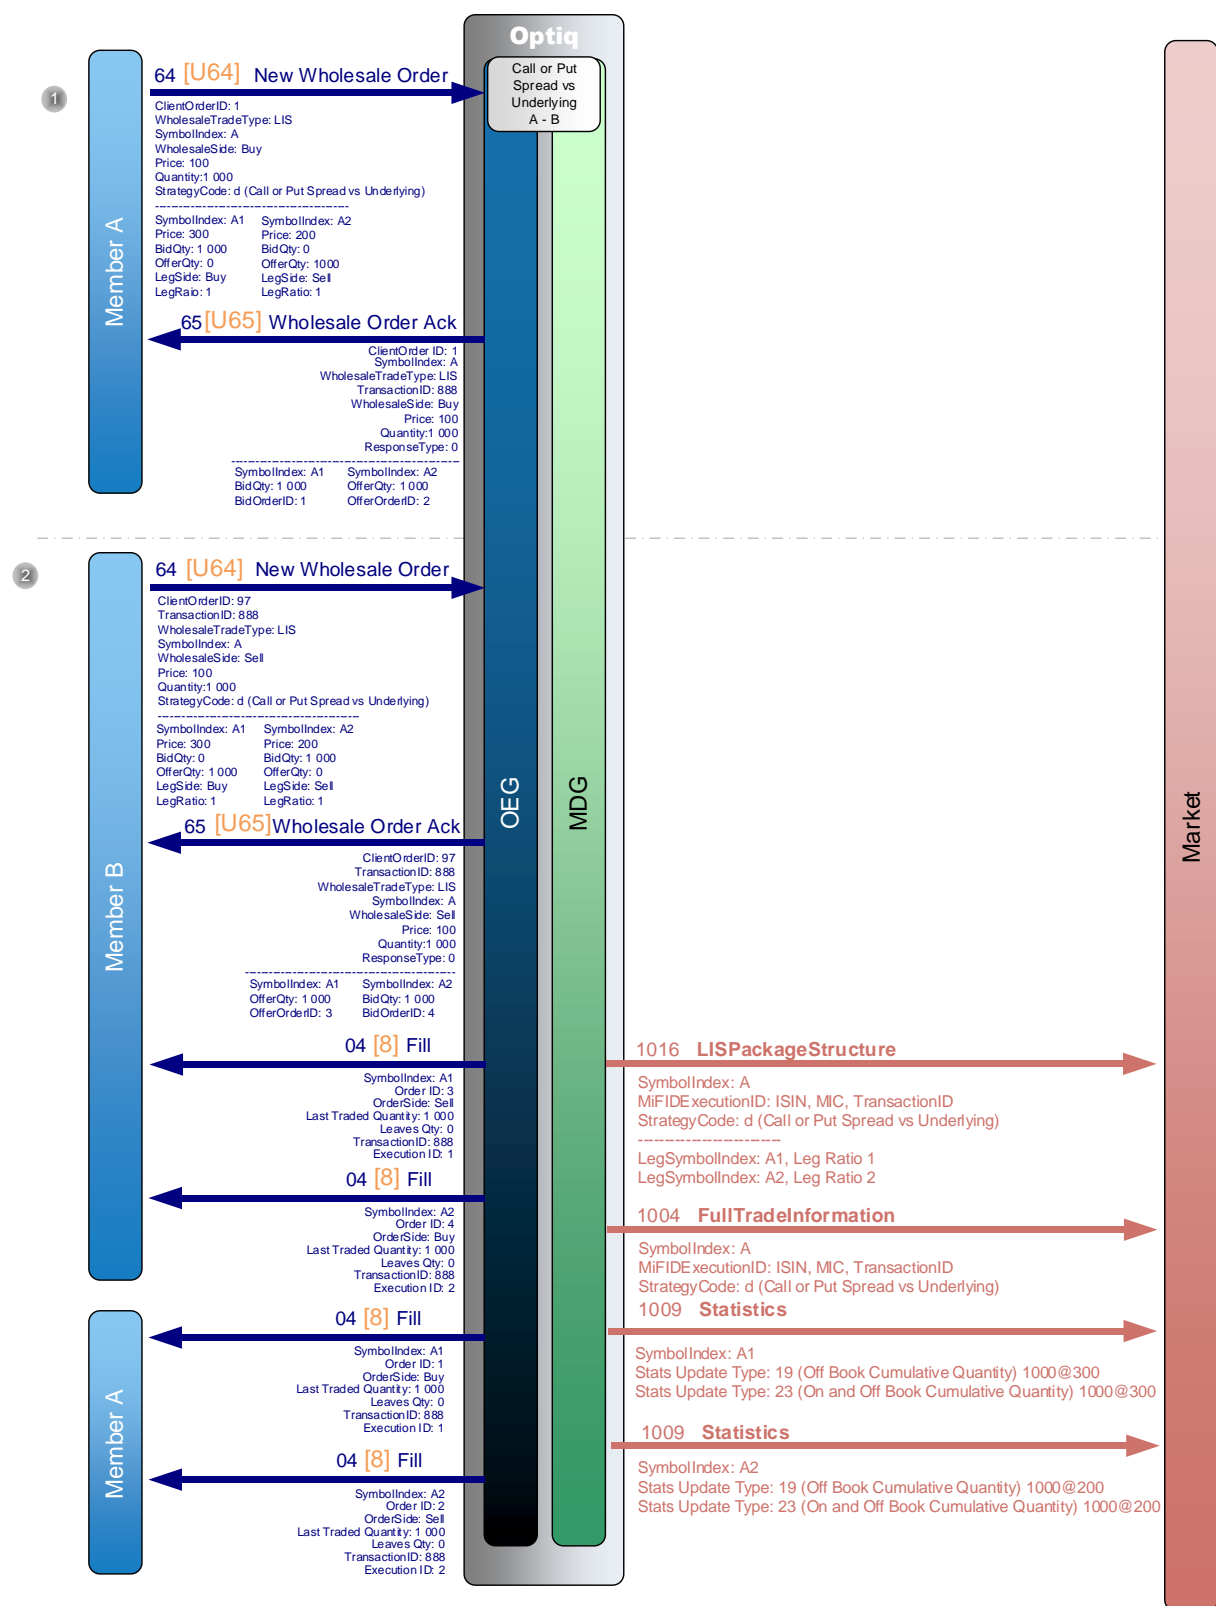 Optiq
Call or Put
Spread vs
Underlying
A - B
OEG
MDG
Market
1
Member A
64 [U64] New Wholesale Order
ClientOrderID: 1
WholesaleTradeType: LIS
SymbolIndex: A
WholesaleSide: Buy
Price: 100
Quantity:1 000
StrategyCode: d (Call or Put Spread vs Underlying)
-------------------------------------------------
SymbolIndex: A1 SymbolIndex: A2
Price: 300 Price: 200
BidQty: 1 000 BidQty: 0
OfferQty: 0 OfferQty: 1000
LegSide: Buy LegSide: Sell
LegRaio: 1 LegRatio: 1
65 [U65] Wholesale Order Ack
ClientOrder ID: 1
SymbolIndex: A
WholesaleTradeType: LIS
TransactionID: 888
WholesaleSide: Buy
Price: 100
Quantity:1 000
ResponseType: 0
-------------------------------------------------
SymbolIndex: A1 SymbolIndex: A2
BidQty: 1 000 OfferQty: 1 000
BidOrderID: 1 OfferOrderID: 2
2
Member B
64 [U64] New Wholesale Order
ClientOrderID: 97
TransactionID: 888
WholesaleTradeType: LIS
SymbolIndex: A
WholesaleSide: Sell
Price: 100
Quantity:1 000
StrategyCode: d (Call or Put Spread vs Underlying)
-------------------------------------------------
SymbolIndex: A1 SymbolIndex: A2
Price: 300 Price: 200
BidQty: 0 BidQty: 1 000
OfferQty: 1 000 OfferQty: 0
LegSide: Buy LegSide: Sell
LegRatio: 1 LegRatio: 1
65 [U65] Wholesale Order Ack
ClientOrderID: 97
TransactionID: 888
WholesaleTradeType: LIS
SymbolIndex: A
WholesaleSide: Sell
Price: 100
Quantity:1 000
ResponseType: 0
-------------------------------------------------
SymbolIndex: A1 SymbolIndex: A2
OfferQty: 1 000 BidQty: 1 000
OfferOrderID: 3 BidOrderID: 4
04 [8] Fill
SymbolIndex: A1
Order ID: 3
OrderSide: Sell
Last Traded Quantity: 1 000
Leaves Qty: 0
TransactionID: 888
Execution ID: 1
04 [8] Fill
SymbolIndex: A2
Order ID: 4
OrderSide: Buy
Last Traded Quantity: 1 000
Leaves Qty: 0
TransactionID: 888
Execution ID: 2
Member A
04 [8] Fill
SymbolIndex: A1
Order ID: 1
OrderSide: Buy
Last Traded Quantity: 1 000
Leaves Qty: 0
TransactionID: 888
Execution ID: 1
04 [8] Fill
SymbolIndex: A2
Order ID: 2
OrderSide: Sell
Last Traded Quantity: 1 000
Leaves Qty: 0
TransactionID: 888
Execution ID: 2
1016 LISPackageStructure
SymbolIndex: A
MiFIDExecutionID: ISIN, MIC, TransactionID
StrategyCode: d (Call or Put Spread vs Underlying)
----------------------------
LegSymbolIndex: A1, Leg Ratio 1
LegSymbolIndex: A2, Leg Ratio 2
1004 FullTradeInformation
SymbolIndex: A
MiFIDExecutionID: ISIN, MIC, TransactionID
StrategyCode: d (Call or Put Spread vs Underlying)
1009 Statistics
SymbolIndex: A1
Stats Update Type: 19 (Off Book Cumulative Quantity) 1000@300
Stats Update Type: 23 (On and Off Book Cumulative Quantity) 1000@300
1009 Statistics
SymbolIndex: A2
Stats Update Type: 19 (Off Book Cumulative Quantity) 1000@200
Stats Update Type: 23 (On and Off Book Cumulative Quantity) 1000@200